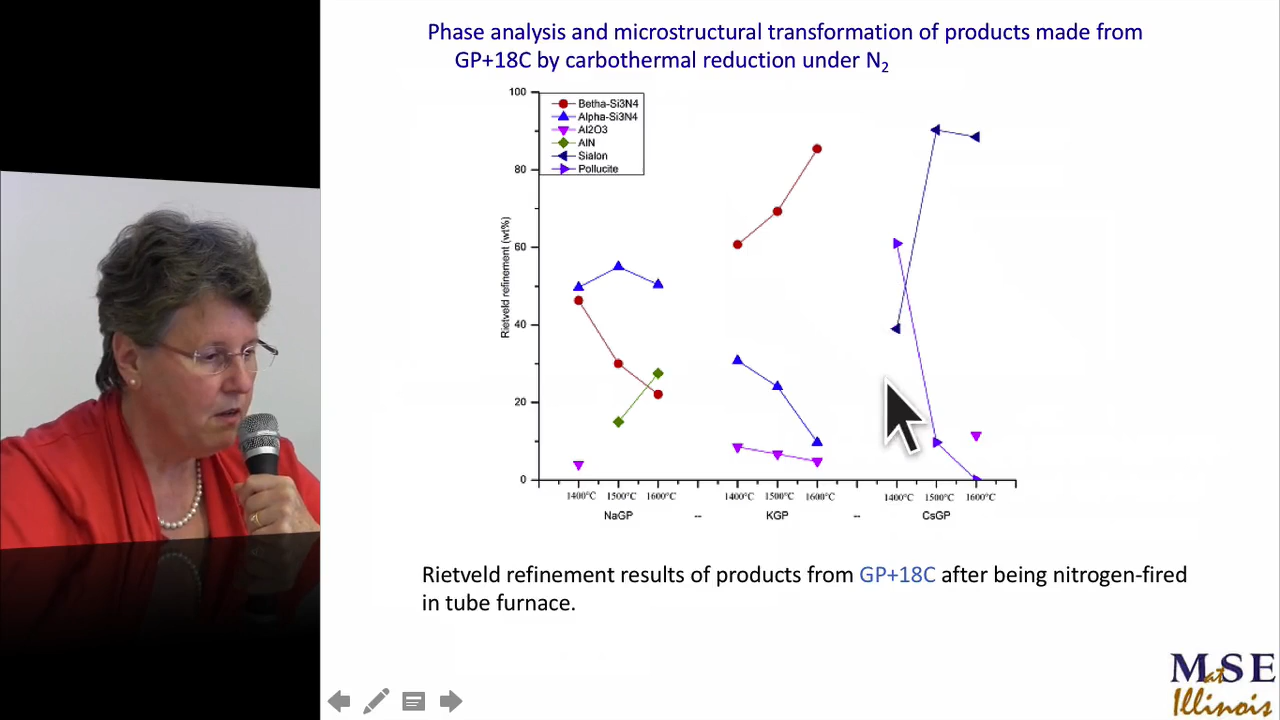 Phase analysis and microstructural transformation of products made from
GP+18C by carbothermal reduction under N2
100
Betha-Si3N4
Alpha-Si3N4
Al2O3
AlN
Sialon
Pollucite
80
60
40
20
0
Rietveld refinement (wt%)
1400°C 1500°C 1600°C 1400°C 1500°C 1600°C 1400°C 1500°C 1600°C
NaGP -- KGP -- CsGP
Rietveld refinement results of products from GP+18C after being nitrogen-fired
in tube furnace.
MatSE
Illinois